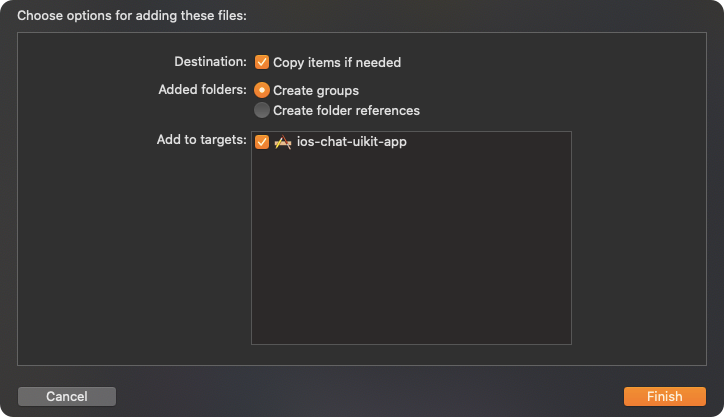 Choose options for adding these files:
Destination: Copy items if needed
Added folders: Create groups
Create folder references
Add to targets: ios-chat-uikit-app
Cancel Finish